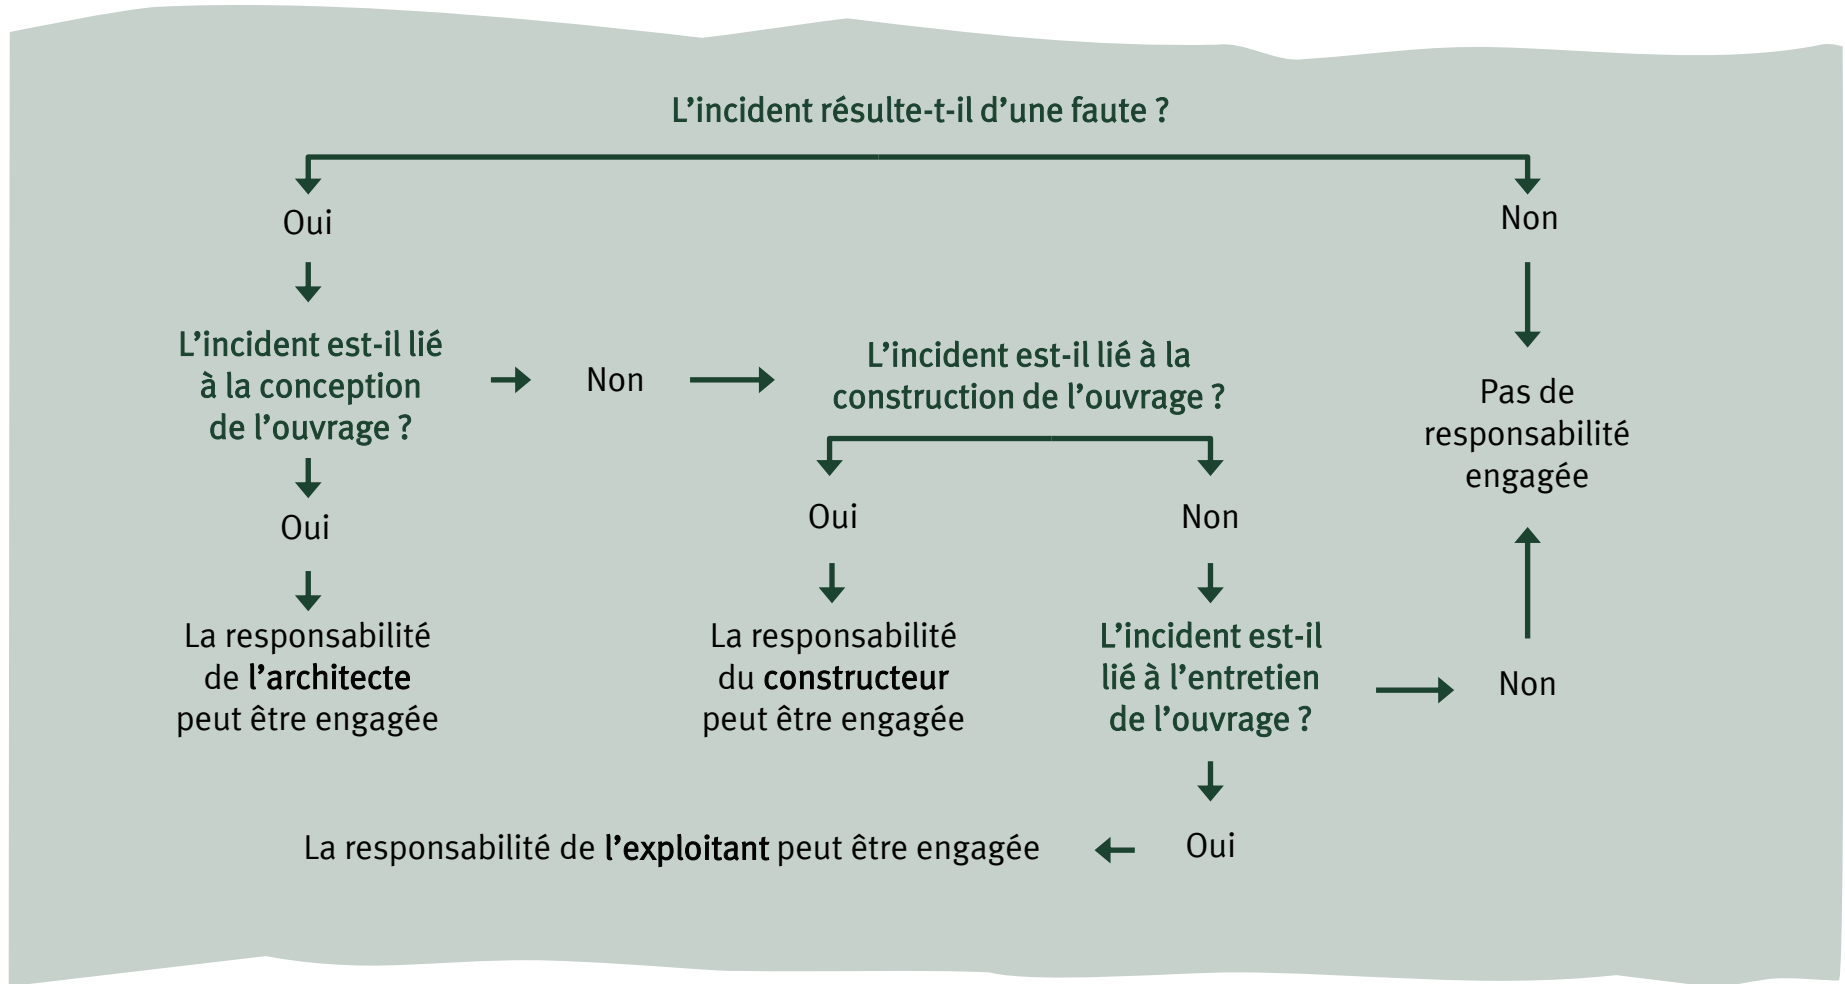 L’incident résulte-t-il d’une faute ?
Oui
Non
L’incident est-il lié
à la conception
de l’ouvrage ?
Non
L’incident est-il lié à la
construction de l’ouvrage ?
Pas de
responsabilité
engagée
Oui
Oui
Non
La responsabilité
de l’architecte
peut être engagée
La responsabilité
du constructeur
peut être engagée
L’incident est-il
lié à l’entretien
de l’ouvrage ?
Non
La responsabilité de l’exploitant peut être engagée
Oui